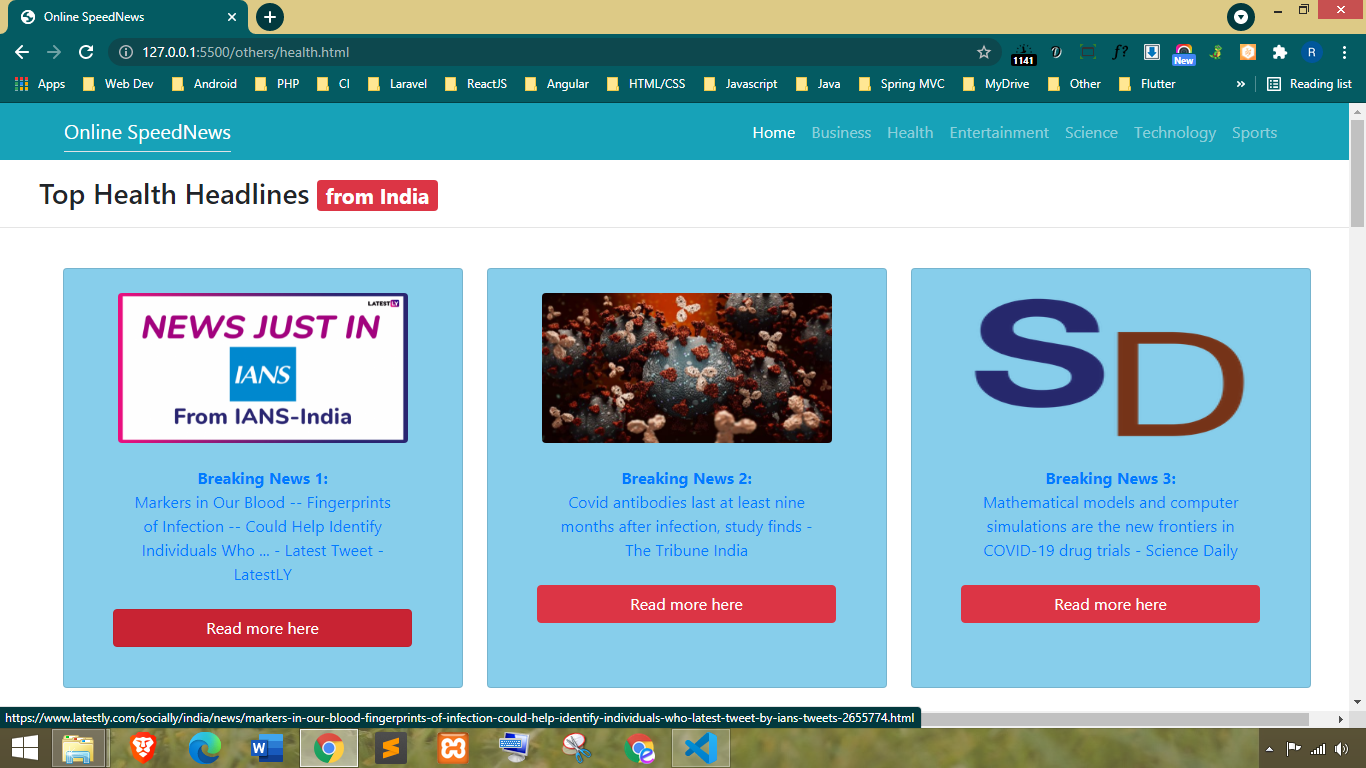 Online SpeedNews
127.0.0.1:5500/others/health.html
1141
f?
New
R
Apps
Web Dev
Android
PHP
CI
Laravel
ReactJS
Angular
HTML/CSS
Javascript
Java
Spring MVC
MyDrive
Other
Flutter
»
Reading list
Online SpeedNews
Home
Business
Health
Entertainment
Science
Technology
Sports
Top Health Headlines from India
LATESTLY
NEWS JUST IN
IANS
From IANS-India
Breaking News 1:
Markers in Our Blood -- Fingerprints
of Infection -- Could Help Identify
Individuals Who ... - Latest Tweet -
LatestLY
Read more here
Breaking News 2:
Covid antibodies last at least nine
months after infection, study finds -
The Tribune India
Read more here
SD
Breaking News 3:
Mathematical models and computer
simulations are the new frontiers in
COVID-19 drug trials - Science Daily
Read more here
https://www.latestly.com/socially/india/news/markers-in-our-blood-fingerprints-of-infection-could-help-identify-individuals-who-latest-tweet-by-ians-tweets-2655774.html